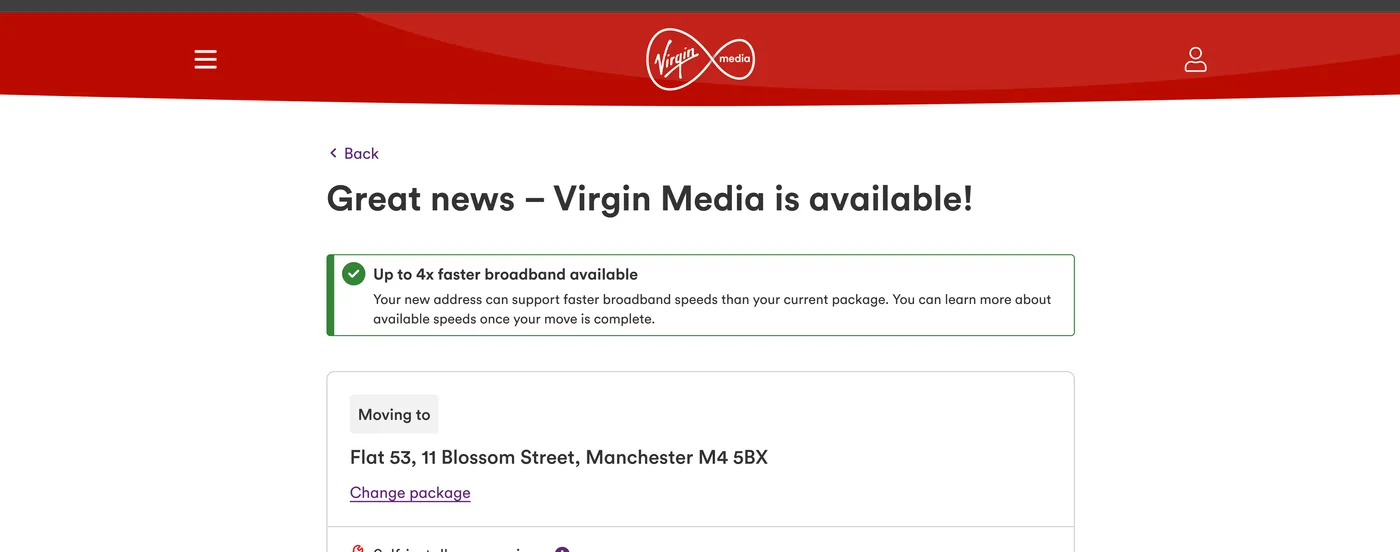 Virgin media
Back
Great news – Virgin Media is available!
Up to 4x faster broadband available
Your new address can support faster broadband speeds than your current package. You can learn more about
available speeds once your move is complete.
Moving to
Flat 53, 11 Blossom Street, Manchester M4 5BX
Change package